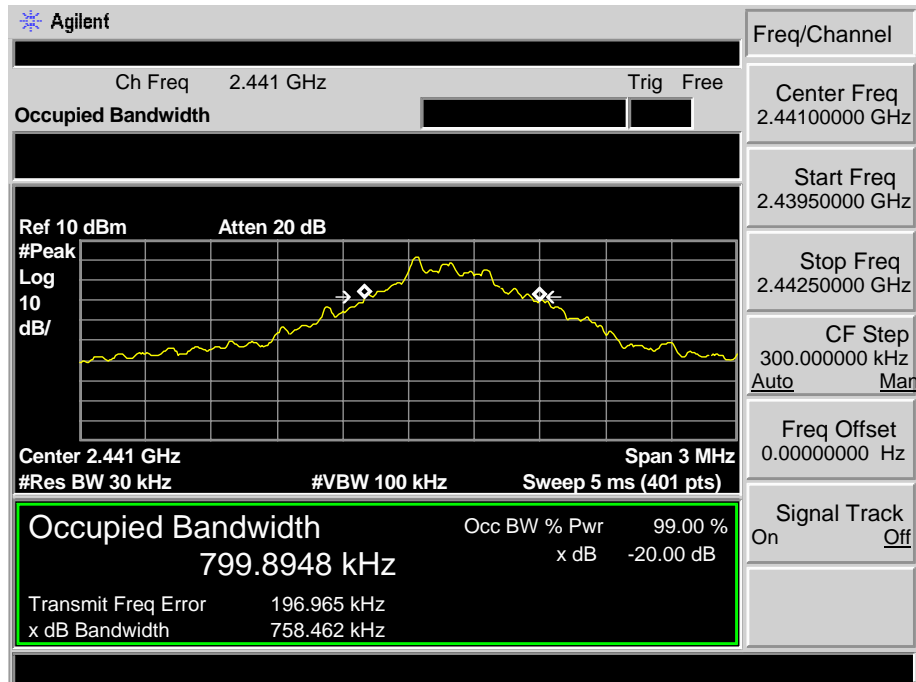 Agilent
Freq/Channel
Ch Freq 2.441 GHz Trig Free
Occupied Bandwidth
Center Freq
2.44100000 GHz
Start Freq
2.43950000 GHz
Stop Freq
2.44250000 GHz
CF Step
300.000000 kHz
Auto Man
Freq Offset
0.00000000 Hz
Signal Track
On Off
Ref 10 dBm Atten 20 dB
#Peak
Log
10
dB/
Center 2.441 GHz Span 3 MHz
#Res BW 30 kHz #VBW 100 kHz Sweep 5 ms (401 pts)
Occupied Bandwidth Occ BW % Pwr 99.00 %
799.8948 kHz x dB -20.00 dB
Transmit Freq Error 196.965 kHz
x dB Bandwidth 758.462 kHz